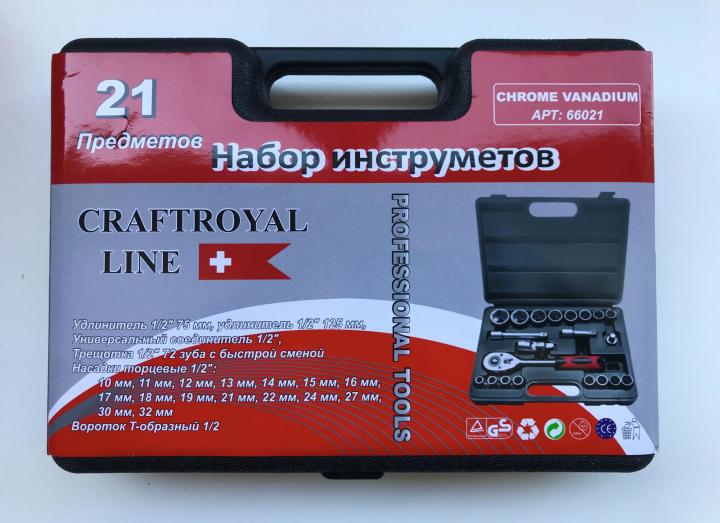 21
Предметов
Набор инструметов
CHROME VANADIUM
АРТ: 66021
CRAFTROYAL
LINE
PROFESSIONAL TOOLS
Удлинитель 1/2" 75 мм, удлинитель 1/2" 125 мм,
Универсальный соединитель 1/2",
Трещотка 1/2" 72 зуба с быстрой сменой
Насадки торцевые 1/2":
10 мм, 11 мм, 12 мм, 13 мм, 14 мм, 15 мм, 16 мм,
17 мм, 18 мм, 19 мм, 21 мм, 22 мм, 24 мм, 27 мм,
30 мм, 32 мм
Вороток Т-образный 1/2
GS
CE